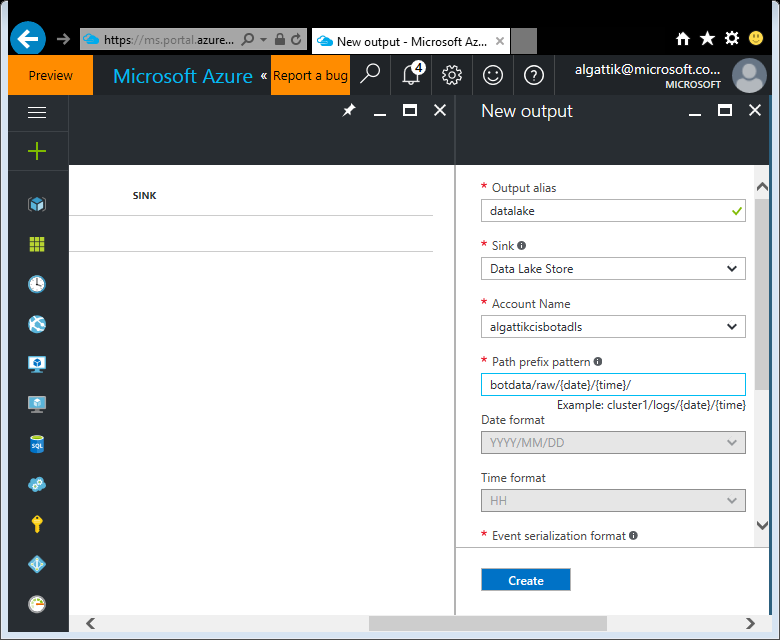 https://ms.portal.azure....
New output - Microsoft Az...
Preview
Microsoft Azure «
Report a bug
4
algattik@microsoft.co...
MICROSOFT
New output
SINK
* Output alias
datalake
* Sink
Data Lake Store
* Account Name
algattikcisbotadls
* Path prefix pattern
botdata/raw/{date}/{time}/
Example: cluster1/logs/{date}/{time}
Date format
YYYY/MM/DD
Time format
HH
* Event serialization format
SQL
Create